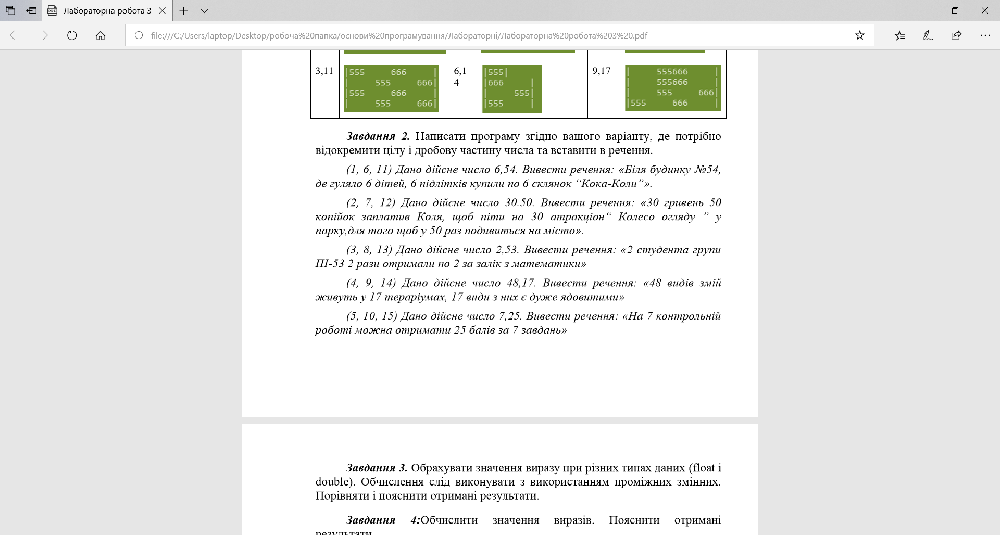 Лабораторна робота 3
file:///C:/Users/laptop/Desktop/робоча%20папка/основи%20програмування/Лабораторні/Лабораторна%20робота%203%20.pdf
3,11
|555     666     |
|     555     666|
|555     666     |
|     555     666|
6,1
4
|555|
|666     |
|     555|
|555     |
9,17
|     555666     |
|     555666     |
|     555     666|
|555     666     |
Завдання 2. Написати програму згідно вашого варіанту, де потрібно
відокремити цілу і дробову частину числа та вставити в речення.
(1, 6, 11) Дано дійсне число 6,54. Вивести речення: «Біля будинку №54,
де гуляло 6 дітей, 6 підлітків купили по 6 склянок “Кока-Коли”».
(2, 7, 12) Дано дійсне число 30.50. Вивести речення: «30 гривень 50
копійок заплатив Коля, щоб піти на 30 атракціон“ Колесо огляду ” у
парку,для того щоб у 50 раз подивиться на місто».
(3, 8, 13) Дано дійсне число 2,53. Вивести речення: «2 студента групи
ПІ-53 2 рази отримали по 2 за залік з математики»
(4, 9, 14) Дано дійсне число 48,17. Вивести речення: «48 видів змій
живуть у 17 тераріумах, 17 види з них є дуже ядовитими»
(5, 10, 15) Дано дійсне число 7,25. Вивести речення: «На 7 контрольній
роботі можна отримати 25 балів за 7 завдань»
Завдання 3. Обрахувати значення виразу при різних типах даних (float і
double). Обчислення слід виконувати з використанням проміжних змінних.
Порівняти і пояснити отримані результати.
Завдання 4:Обчислити значення виразів. Пояснити отримані
результати